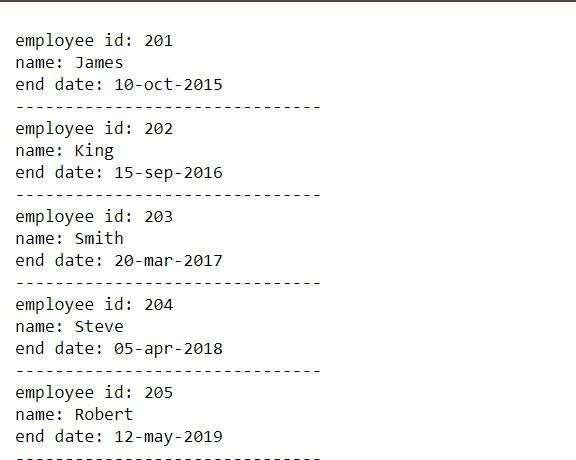 employee id: 201
name: James
end date: 10-oct-2015
-------------------------------
employee id: 202
name: King
end date: 15-sep-2016
-------------------------------
employee id: 203
name: Smith
end date: 20-mar-2017
-------------------------------
employee id: 204
name: Steve
end date: 05-apr-2018
-------------------------------
employee id: 205
name: Robert
end date: 12-may-2019
-------------------------------